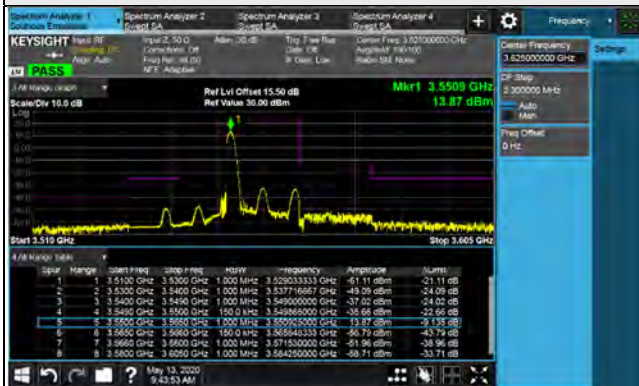 Spectrum Analyzer 1
Spurious Emissions
Spectrum Analyzer 2
Swept SA
Spectrum Analyzer 3
Swept SA
Spectrum Analyzer 4
Swept SA
+
Frequency
KEYSIGHT
Input: RF
Align: Auto
Input Z: 50 Ω
Corrections: Off
Freq Ref: Int (S)
NFE: Adaptive
Atten: 30 dB
Trig: Free Run
Gate: Off
IF Gain: Low
Center Freq: 3.625000000 GHz
Avg|Hold: 100/100
Radio Std: None
PASS
Center Frequency
3.625000000 GHz
Settings
CF Step
Auto
Man
Freq Offset
0 Hz
Scale/Div 10.0 dB
Ref Lvl Offset 15.50 dB
Ref Value 30.00 dBm
Mkr1 3.5509 GHz
13.87 dBm
Log
1
Start 3.510 GHz
Stop 3.605 GHz
Spur Range Start Freq Stop Freq RBW Frequency Amplitude ΔLimit
1 1 3.5100 GHz 3.5300 GHz 1.000 MHz 3.529033333 GHz -61.11 dBm -21.11 dB
2 2 3.5300 GHz 3.5400 GHz 1.000 MHz 3.537716667 GHz -49.09 dBm -24.09 dB
3 3 3.5400 GHz 3.5490 GHz 1.000 MHz 3.549000000 GHz -37.02 dBm -24.02 dB
4 4 3.5490 GHz 3.5500 GHz 150.0 kHz 3.549865000 GHz -35.66 dBm -22.66 dB
5 5 3.5500 GHz 3.5650 GHz 1.000 MHz 3.550925000 GHz 13.87 dBm -9.135 dB
6 6 3.5650 GHz 3.5660 GHz 150.0 kHz -56.79 dBm -43.79 dB
7 7 3.5660 GHz 1.000 MHz 3.571530000 GHz -51.96 dBm -38.96 dB
8 8 3.5800 GHz 3.6050 GHz 1.000 MHz 3.584250000 GHz -58.71 dBm -33.71 dB
?
May 13, 2020
9:43:53 AM